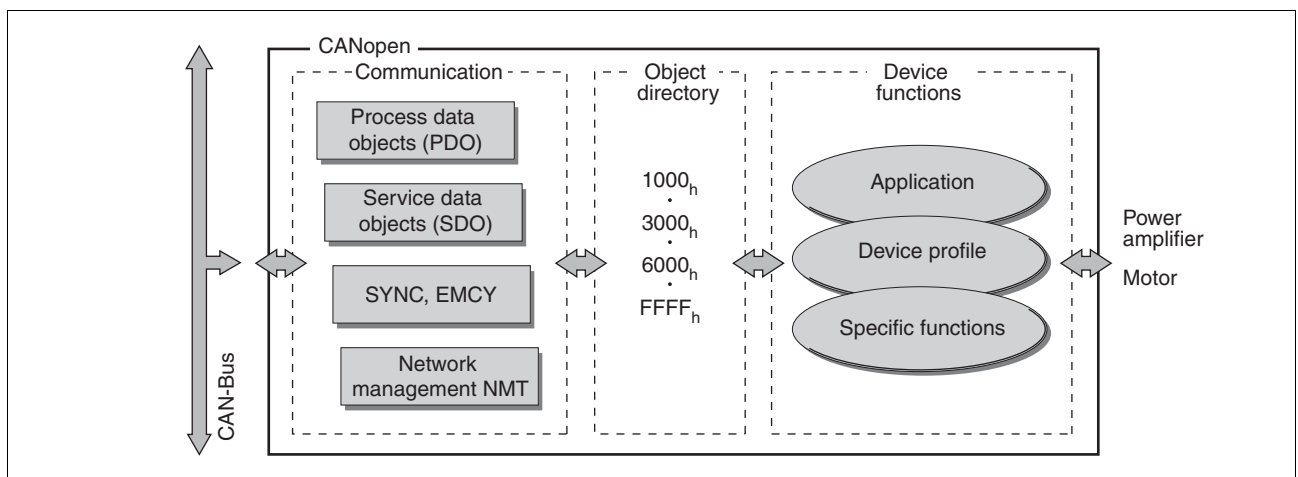 CANopen
Communication
Process data
objects (PDO)
Service data
objects (SDO)
SYNC, EMCY
Network
management NMT
Object
directory
1000h
.
3000h
.
6000h
.
FFFFh
Device
functions
Application
Device profile
Specific functions
Power
amplifier
Motor
CAN-Bus